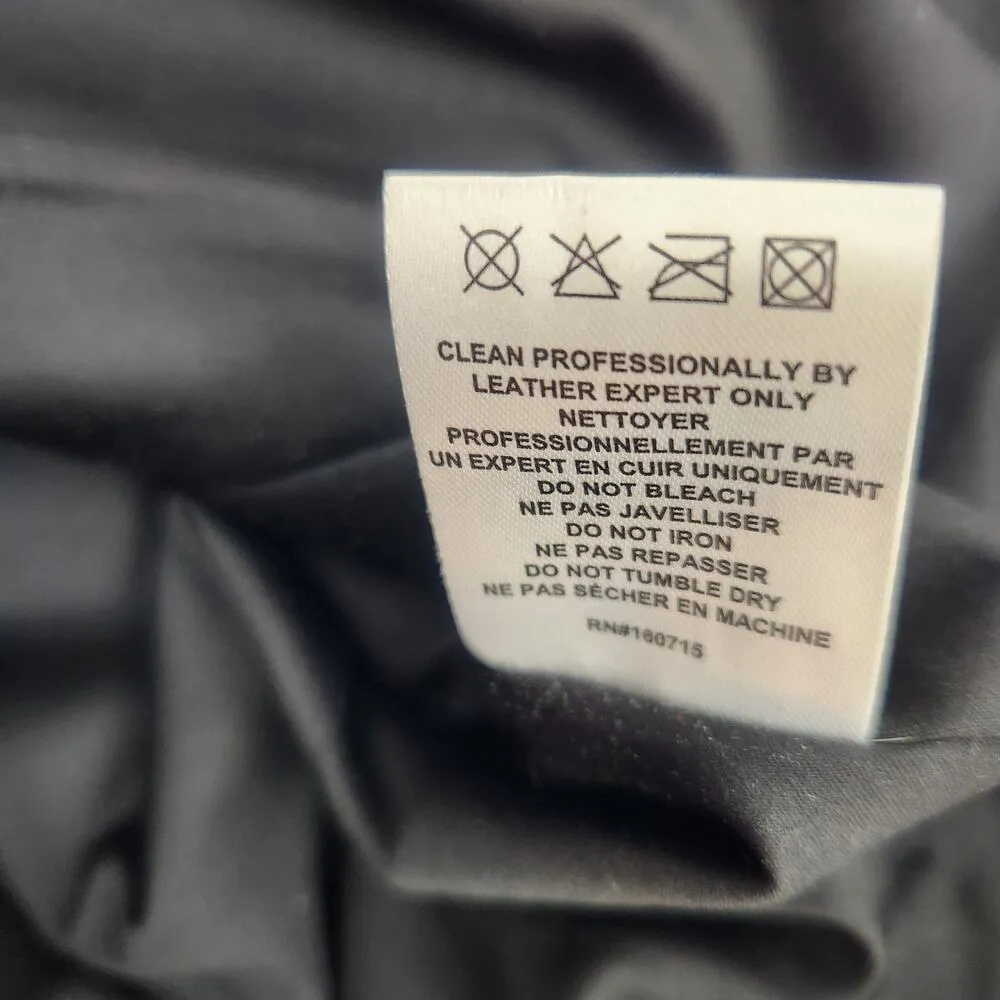 CLEAN PROFESSIONALLY BY
LEATHER EXPERT ONLY
NETTOYER
PROFESSIONNELLEMENT PAR
UN EXPERT EN CUIR UNIQUEMENT
DO NOT BLEACH
NE PAS JAVELLISER
DO NOT IRON
NE PAS REPASSER
DO NOT TUMBLE DRY
NE PAS SÉCHER EN MACHINE
RN#160715